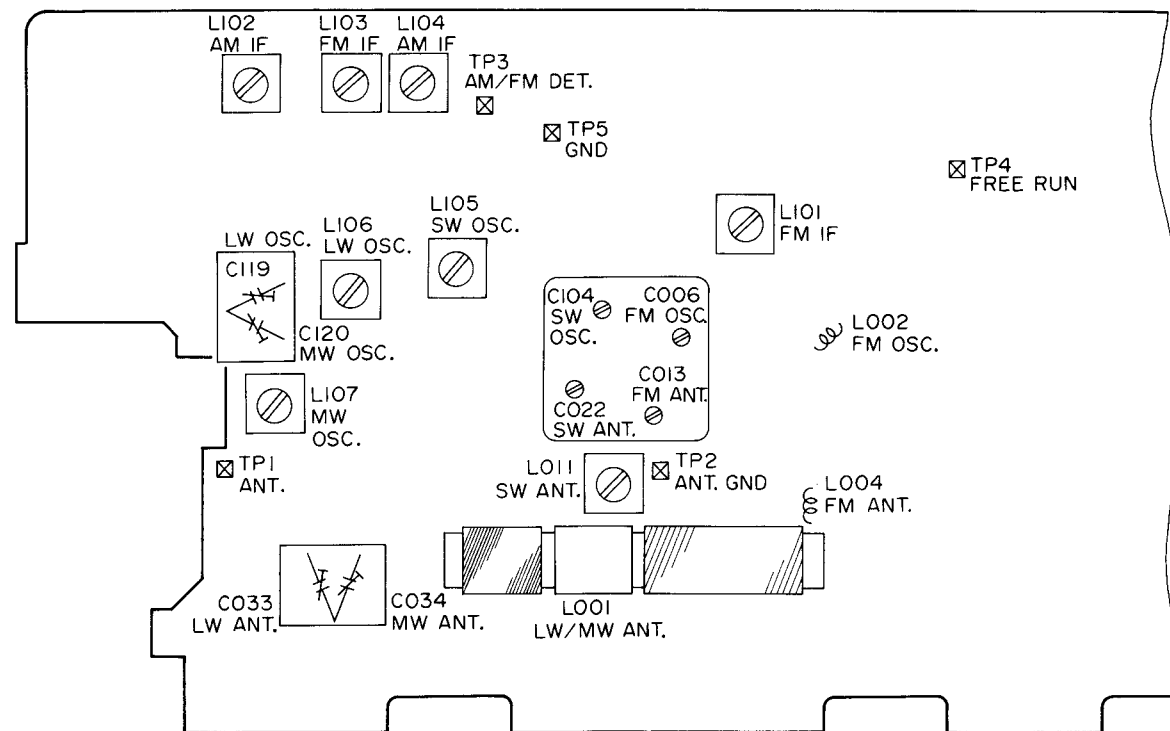 L102
AM IF
L103
FM IF
L104
AM IF
TP3
AM/FM DET.
TP5
GND
TP4
FREE RUN
L101
FM IF
L105
SW OSC.
L106
LW OSC.
LW OSC.
C119
C120
MW OSC.
C104
SW
OSC.
C006
FM OSC.
L002
FM OSC.
C013
FM ANT.
C022
SW ANT.
L107
MW
OSC.
TP1
ANT.
L011
SW ANT.
TP2
ANT. GND
L004
FM ANT.
C033
LW ANT.
C034
MW ANT.
L001
LW/MW ANT.